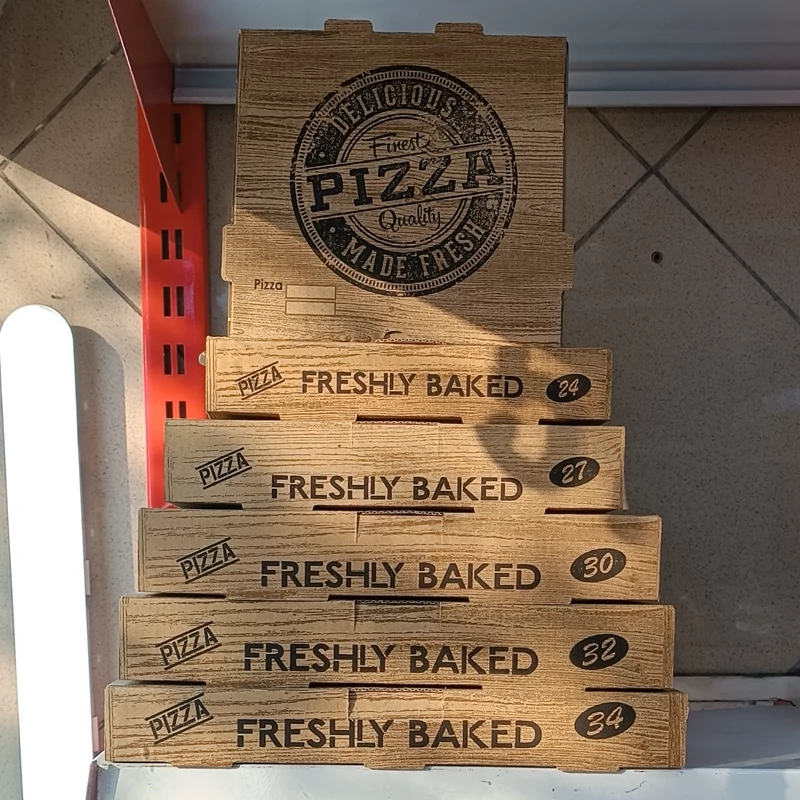 DELICIOUS
Finest
PIZZA
Quality
MADE FRESH
Pizza
PIZZA FRESHLY BAKED 24
PIZZA FRESHLY BAKED 27
PIZZA FRESHLY BAKED 30
PIZZA FRESHLY BAKED 32
PIZZA FRESHLY BAKED 34